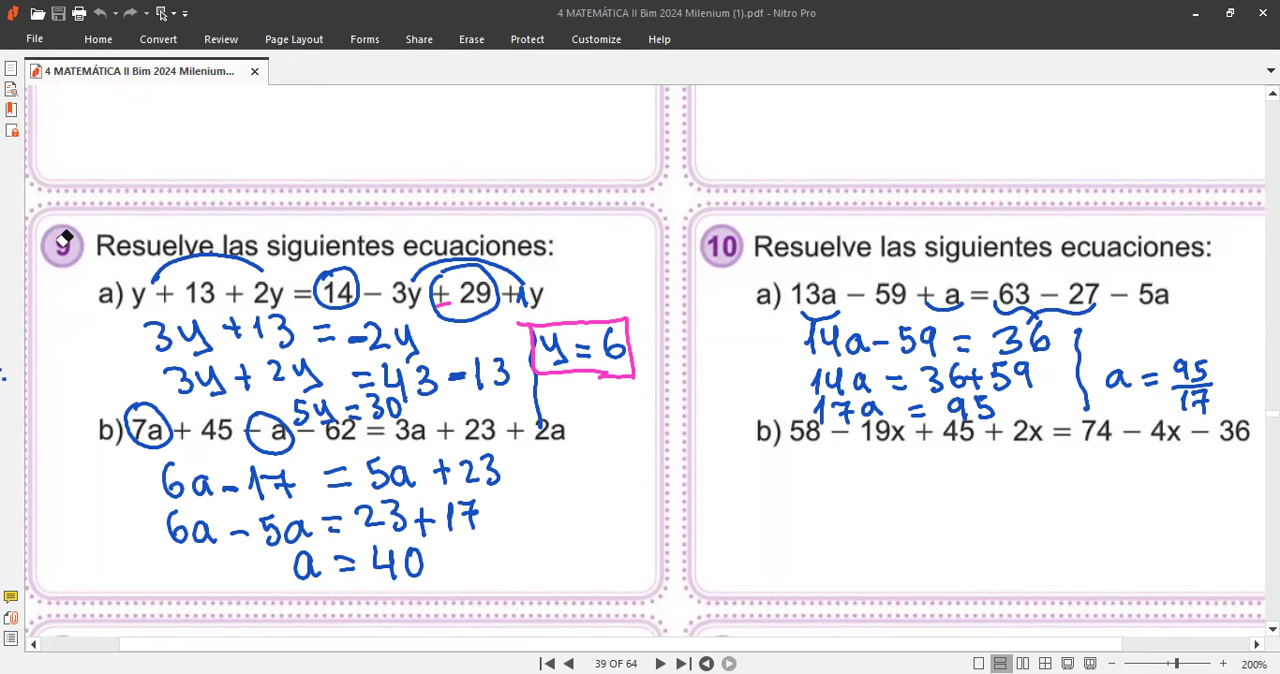 4 MATEMÁTICA II Bim 2024 Milenium (1).pdf - Nitro Pro
File Home Convert Review Page Layout Forms Share Erase Protect Customize Help
4 MATEMÁTICA II Bim 2024 Milenium...
9 Resuelve las siguientes ecuaciones:
a) y + 13 + 2y = 14 − 3y + 29 + 1y
3y + 13 = -2y
3y + 2y = 43 - 13
5y = 30
y = 6
b) 7a + 45 − a − 62 = 3a + 23 + 2a
6a - 17 = 5a + 23
6a - 5a = 23 + 17
a = 40
10 Resuelve las siguientes ecuaciones:
a) 13a − 59 + a = 63 − 27 − 5a
14a - 59 = 36
14a = 36 + 59
17a = 95
a = 95/17
b) 58 − 19x + 45 + 2x = 74 − 4x − 36
39 OF 64
200%